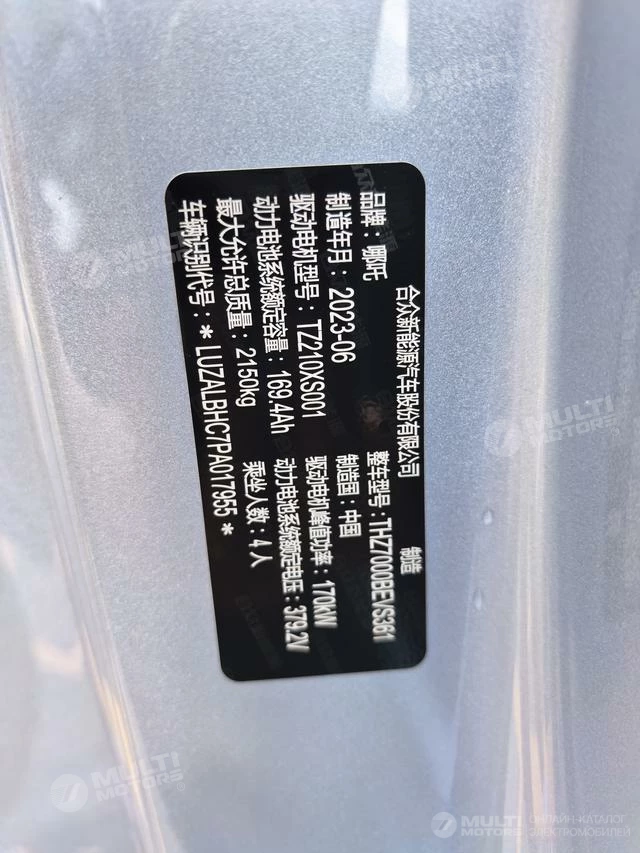 合众新能源汽车股份有限公司 制造
品牌：哪吒 整车型号：THZ7000BEVS361
制造年月：2023-06 制造国：中国
驱动电机型号：TZ210XS001 驱动电机峰值功率：170kW
动力电池系统额定容量：169.4Ah 动力电池系统额定电压：379.2V
最大允许总质量：2150kg 乘坐人数：4人
车辆识别代号：＊LUZALBHC7PA017955＊
MULTI MOTORS®
MULTI MOTORS
MULTI MOTORS
MULTI MOTORS®
MULTI MOTORS ОНЛАЙН-КАТАЛОГ ЭЛЕКТРОМОБИЛЕЙ